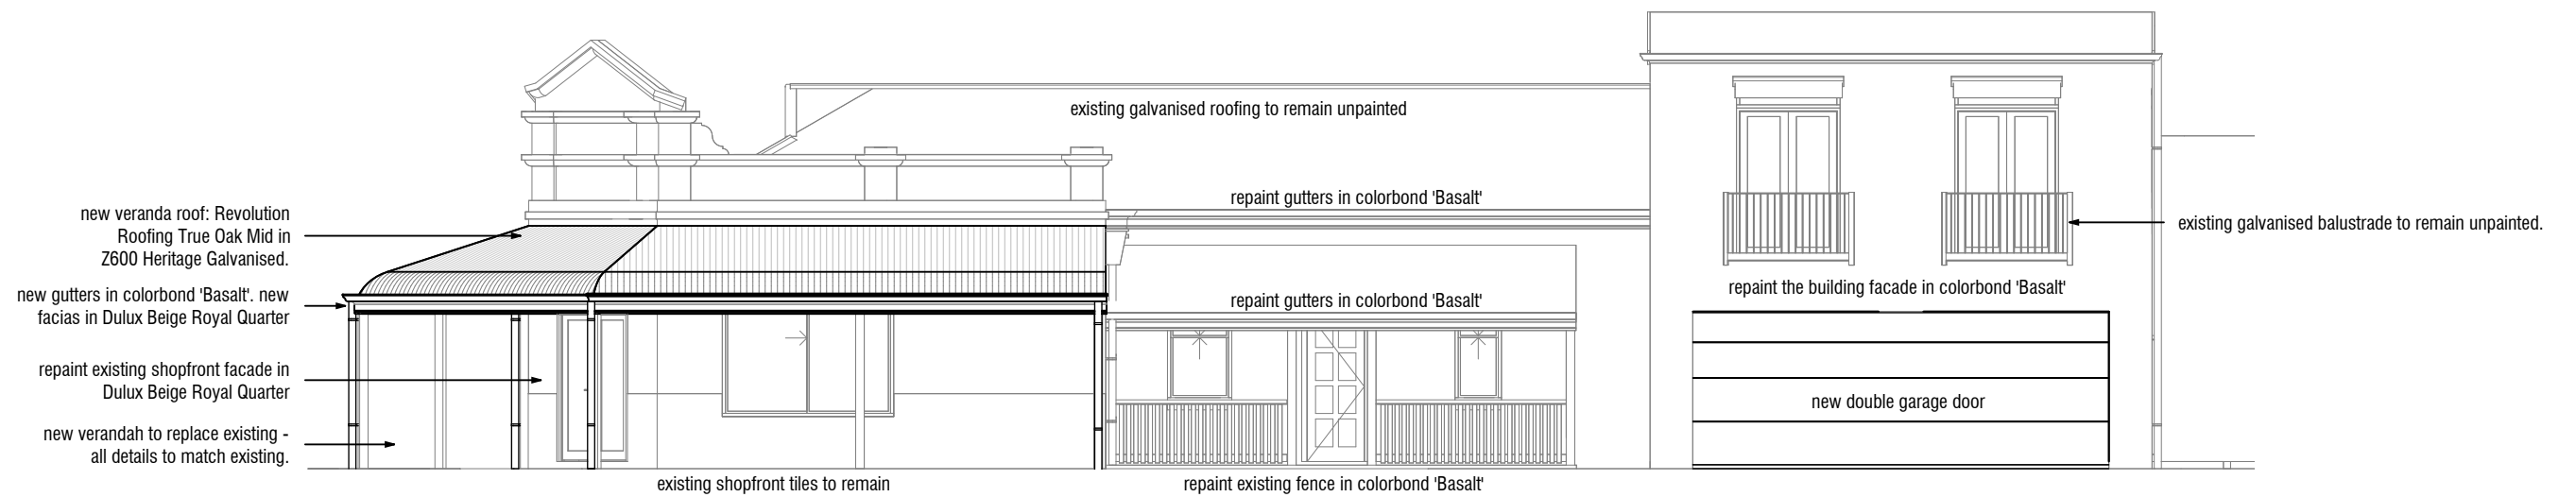 existing galvanised roofing to remain unpainted
repaint gutters in colorbond 'Basalt'
new veranda roof: Revolution
Roofing True Oak Mid in
Z600 Heritage Galvanised.
existing galvanised balustrade to remain unpainted.
new gutters in colorbond 'Basalt'. new
facias in Dulux Beige Royal Quarter
repaint gutters in colorbond 'Basalt'
repaint the building facade in colorbond 'Basalt'
repaint existing shopfront facade in
Dulux Beige Royal Quarter
new double garage door
new verandah to replace existing -
all details to match existing.
existing shopfront tiles to remain
repaint existing fence in colorbond 'Basalt'